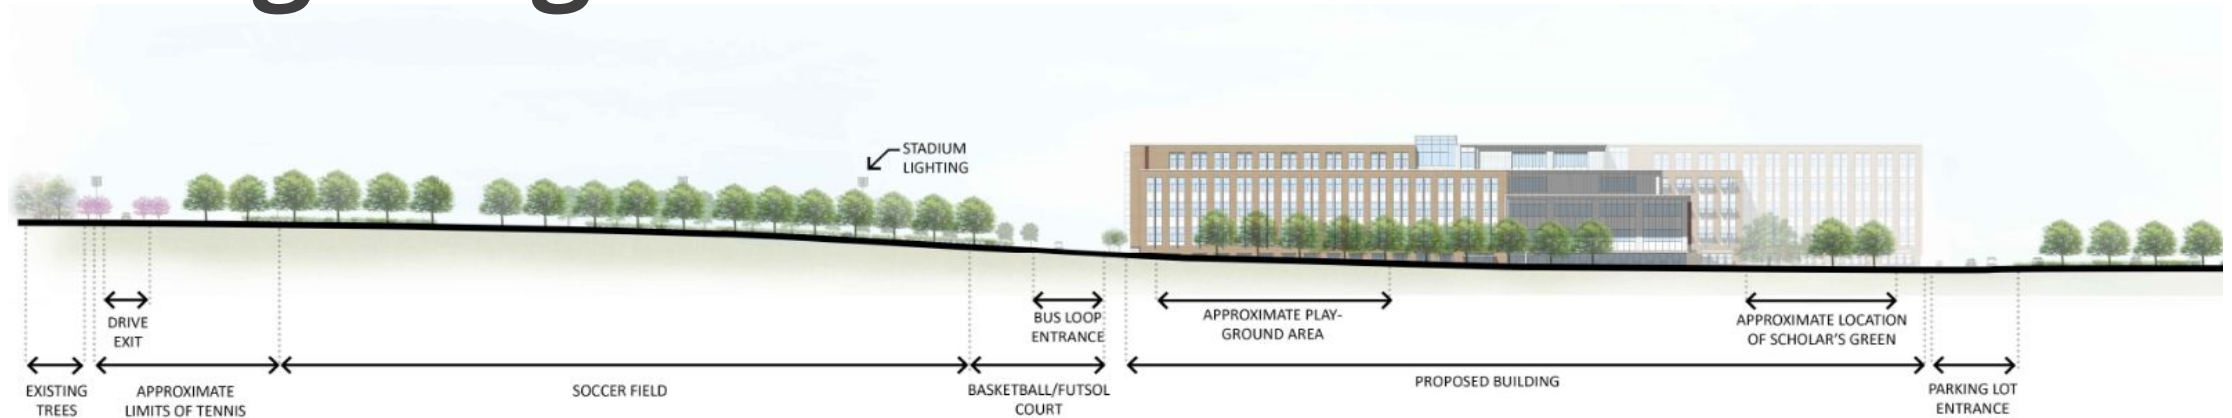 STADIUM
LIGHTING
DRIVE
EXIT
BUS LOOP
ENTRANCE
APPROXIMATE PLAY-
GROUND AREA
APPROXIMATE LOCATION
OF SCHOLAR'S GREEN
EXISTING
TREES
APPROXIMATE
LIMITS OF TENNIS
SOCCER FIELD
BASKETBALL/FUTSOL
COURT
PROPOSED BUILDING
PARKING LOT
ENTRANCE